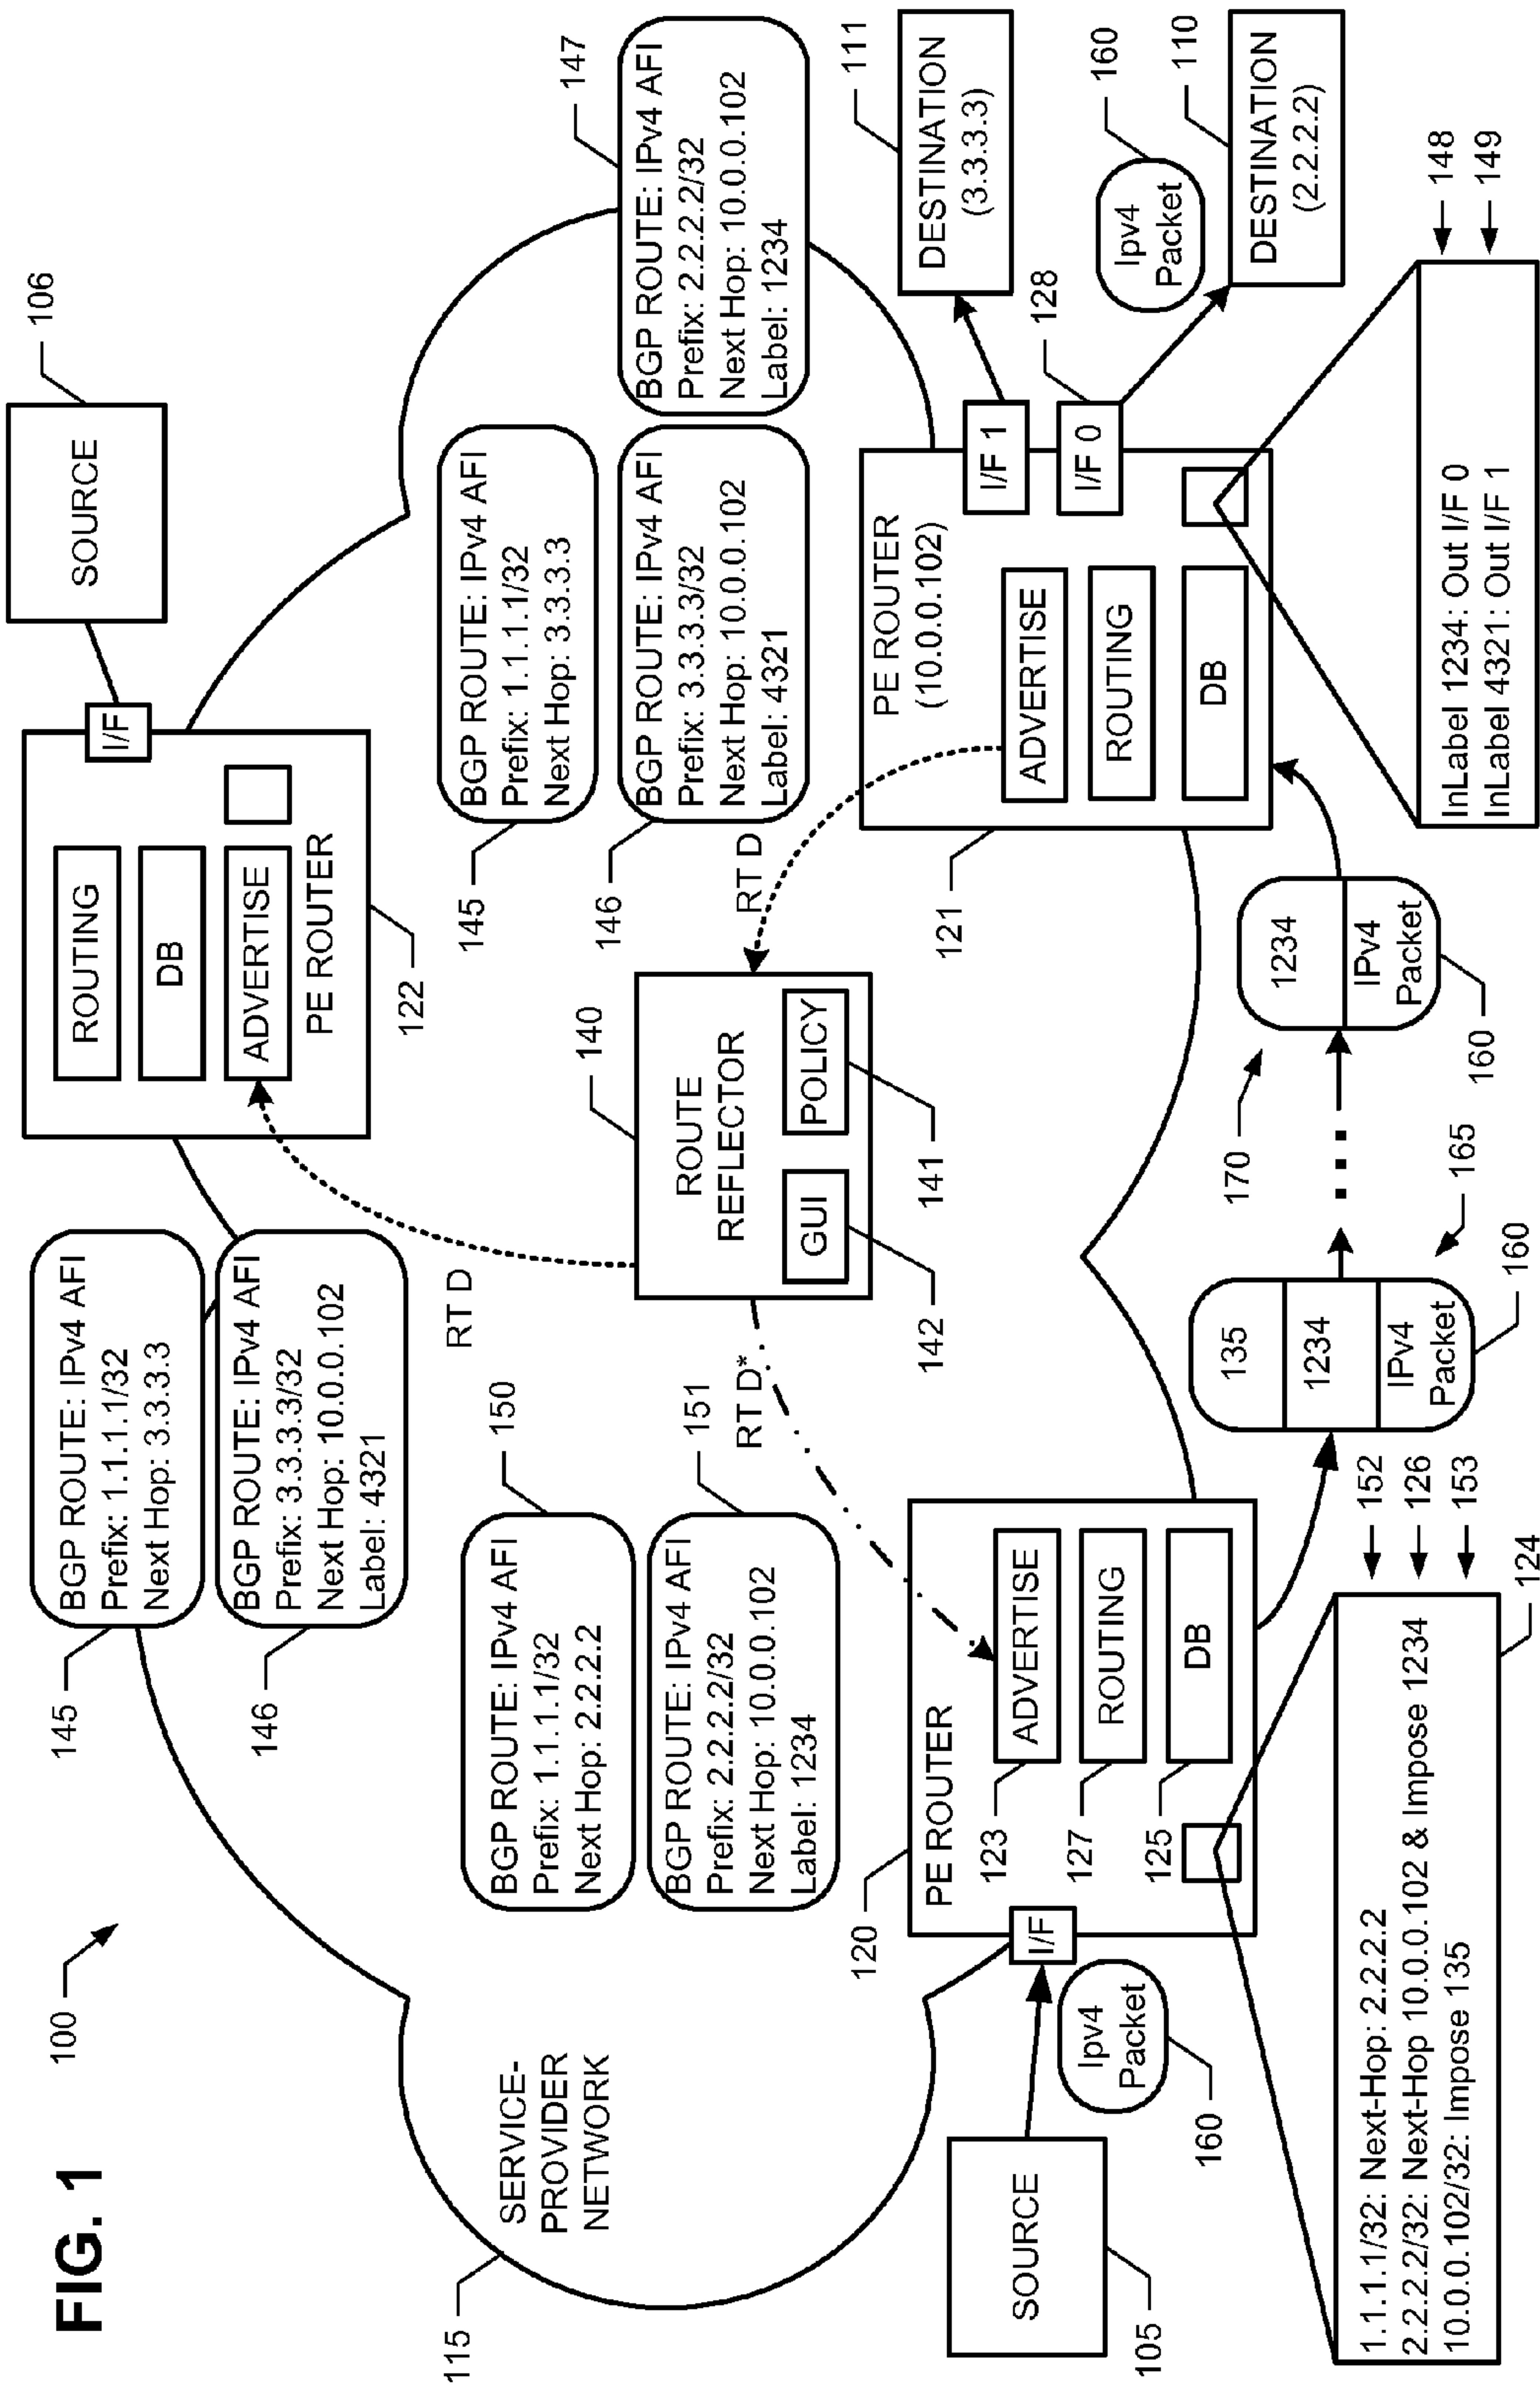 FIG. 1
100
SERVICE-
PROVIDER
NETWORK
115
145
BGP ROUTE: IPv4 AFI
Prefix: 1.1.1.1/32
Next Hop: 3.3.3.3
146
BGP ROUTE: IPv4 AFI
Prefix: 3.3.3.3/32
Next Hop: 10.0.0.102
Label: 4321
RT D
ROUTING
DB
ADVERTISE
PE ROUTER
122
I/F
SOURCE
106
BGP ROUTE: IPv4 AFI
Prefix: 1.1.1.1/32
Next Hop: 3.3.3.3
145
BGP ROUTE: IPv4 AFI
Prefix: 3.3.3.3/32
Next Hop: 10.0.0.102
Label: 4321
146
BGP ROUTE: IPv4 AFI
Prefix: 2.2.2.2/32
Next Hop: 10.0.0.102
Label: 1234
147
BGP ROUTE: IPv4 AFI
Prefix: 1.1.1.1/32
Next Hop: 2.2.2.2
150
BGP ROUTE: IPv4 AFI
Prefix: 2.2.2.2/32
Next Hop: 10.0.0.102
Label: 1234
151
RT D*
140
ROUTE
REFLECTOR
GUI
POLICY
142
141
RT D
SOURCE
105
Ipv4
Packet
160
I/F
120
PE ROUTER
123
ADVERTISE
127
ROUTING
125
DB
1.1.1.1/32: Next-Hop: 2.2.2.2
2.2.2.2/32: Next-Hop 10.0.0.102 & Impose 1234
10.0.0.102/32: Impose 135
152
126
153
124
135
1234
IPv4
Packet
165
160
170
1234
IPv4
Packet
160
121
PE ROUTER
(10.0.0.102)
ADVERTISE
ROUTING
DB
I/F 1
I/F 0
128
DESTINATION
(3.3.3.3)
111
Ipv4
Packet
160
DESTINATION
(2.2.2.2)
110
InLabel 1234: Out I/F 0
InLabel 4321: Out I/F 1
148
149